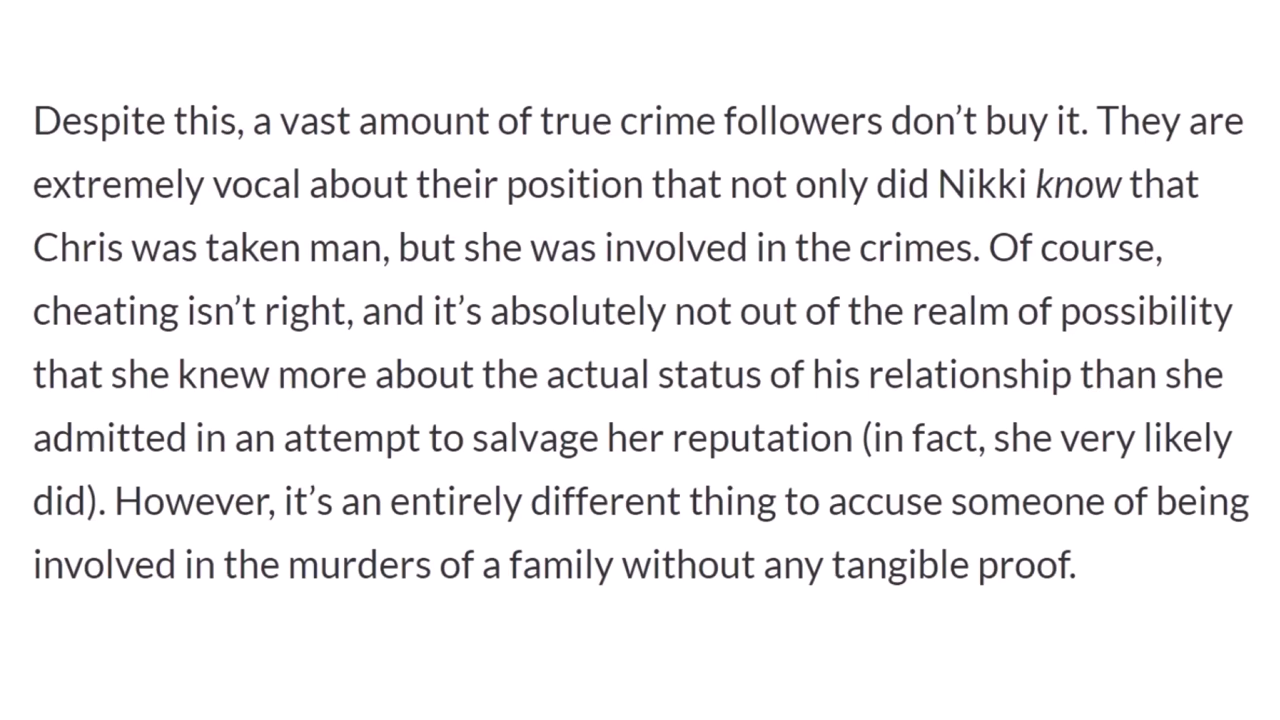 Despite this, a vast amount of true crime followers don’t buy it. They are
extremely vocal about their position that not only did Nikki know that
Chris was taken man, but she was involved in the crimes. Of course,
cheating isn’t right, and it’s absolutely not out of the realm of possibility
that she knew more about the actual status of his relationship than she
admitted in an attempt to salvage her reputation (in fact, she very likely
did). However, it’s an entirely different thing to accuse someone of being
involved in the murders of a family without any tangible proof.